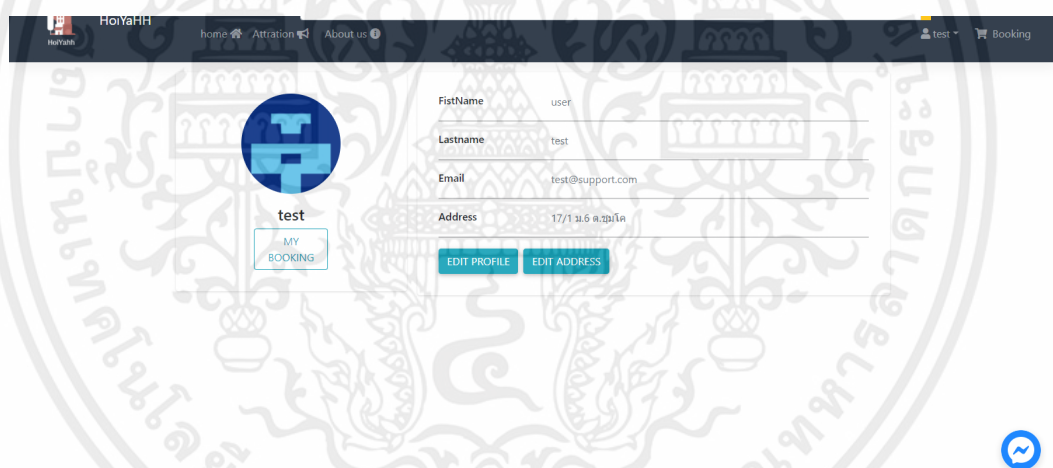 HoiYaHH
HoiYahh
home Attration About us
test Booking
FistName user
Lastname test
Email test@support.com
Address 17/1 ม.6 ต.ชุมโค
test
MY
BOOKING
EDIT PROFILE EDIT ADDRESS